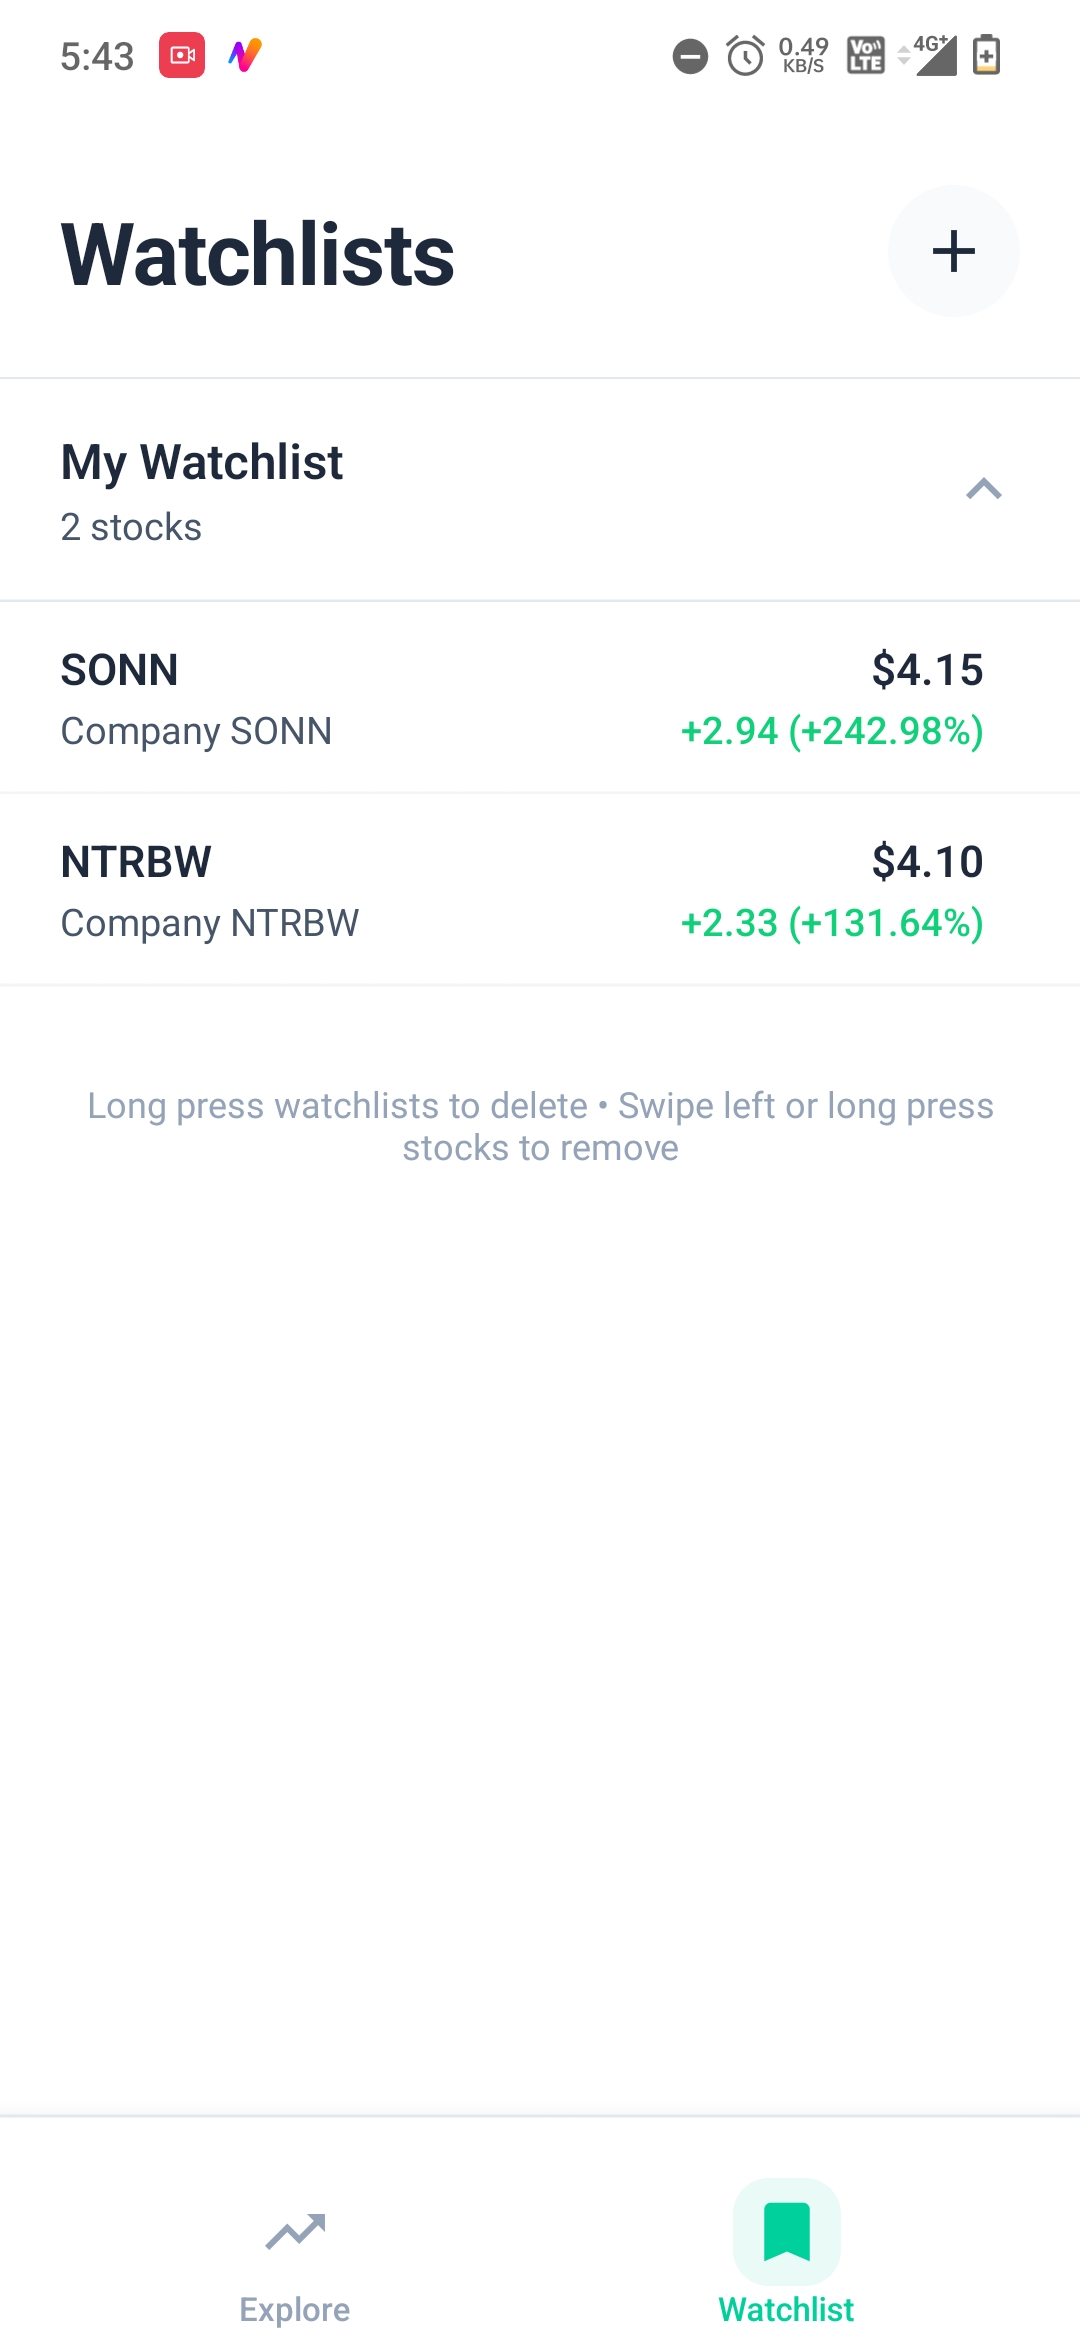 5:43
0.49
KB/S
Vo
LTE
4G+
Watchlists
My Watchlist
2 stocks
SONN
$4.15
Company SONN
+2.94 (+242.98%)
NTRBW
$4.10
Company NTRBW
+2.33 (+131.64%)
Long press watchlists to delete • Swipe left or long press
stocks to remove
Explore
Watchlist